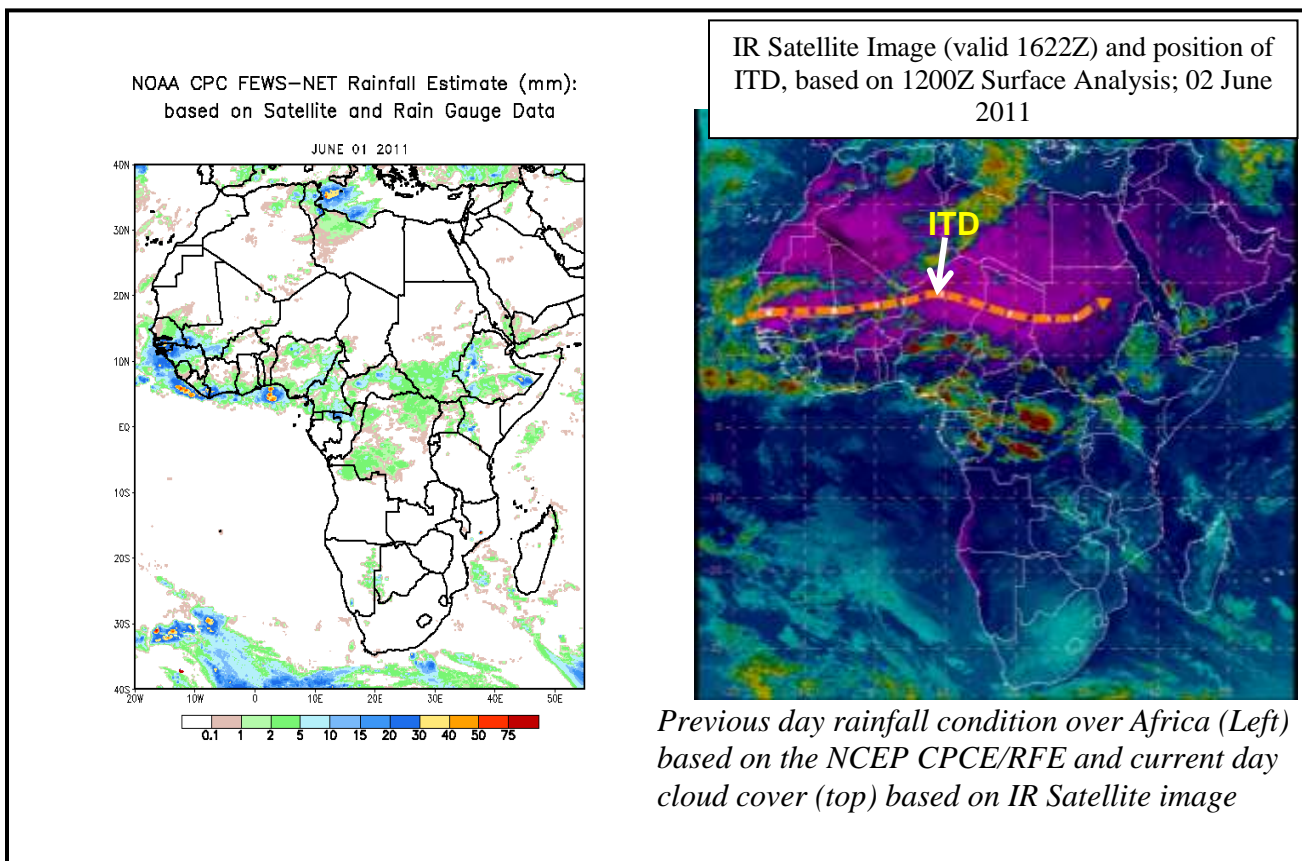 NOAA CPC FEWS-NET Rainfall Estimate (mm):
based on Satellite and Rain Gauge Data
JUNE 01 2011
40N
30N
20N
10N
EQ
10S
20S
30S
40S
20W 10W 0 10E 20E 30E 40E 50E
0.1 1 2 5 10 15 20 30 40 50 75
IR Satellite Image (valid 1622Z) and position of
ITD, based on 1200Z Surface Analysis; 02 June
2011
ITD
Previous day rainfall condition over Africa (Left)
based on the NCEP CPCE/RFE and current day
cloud cover (top) based on IR Satellite image